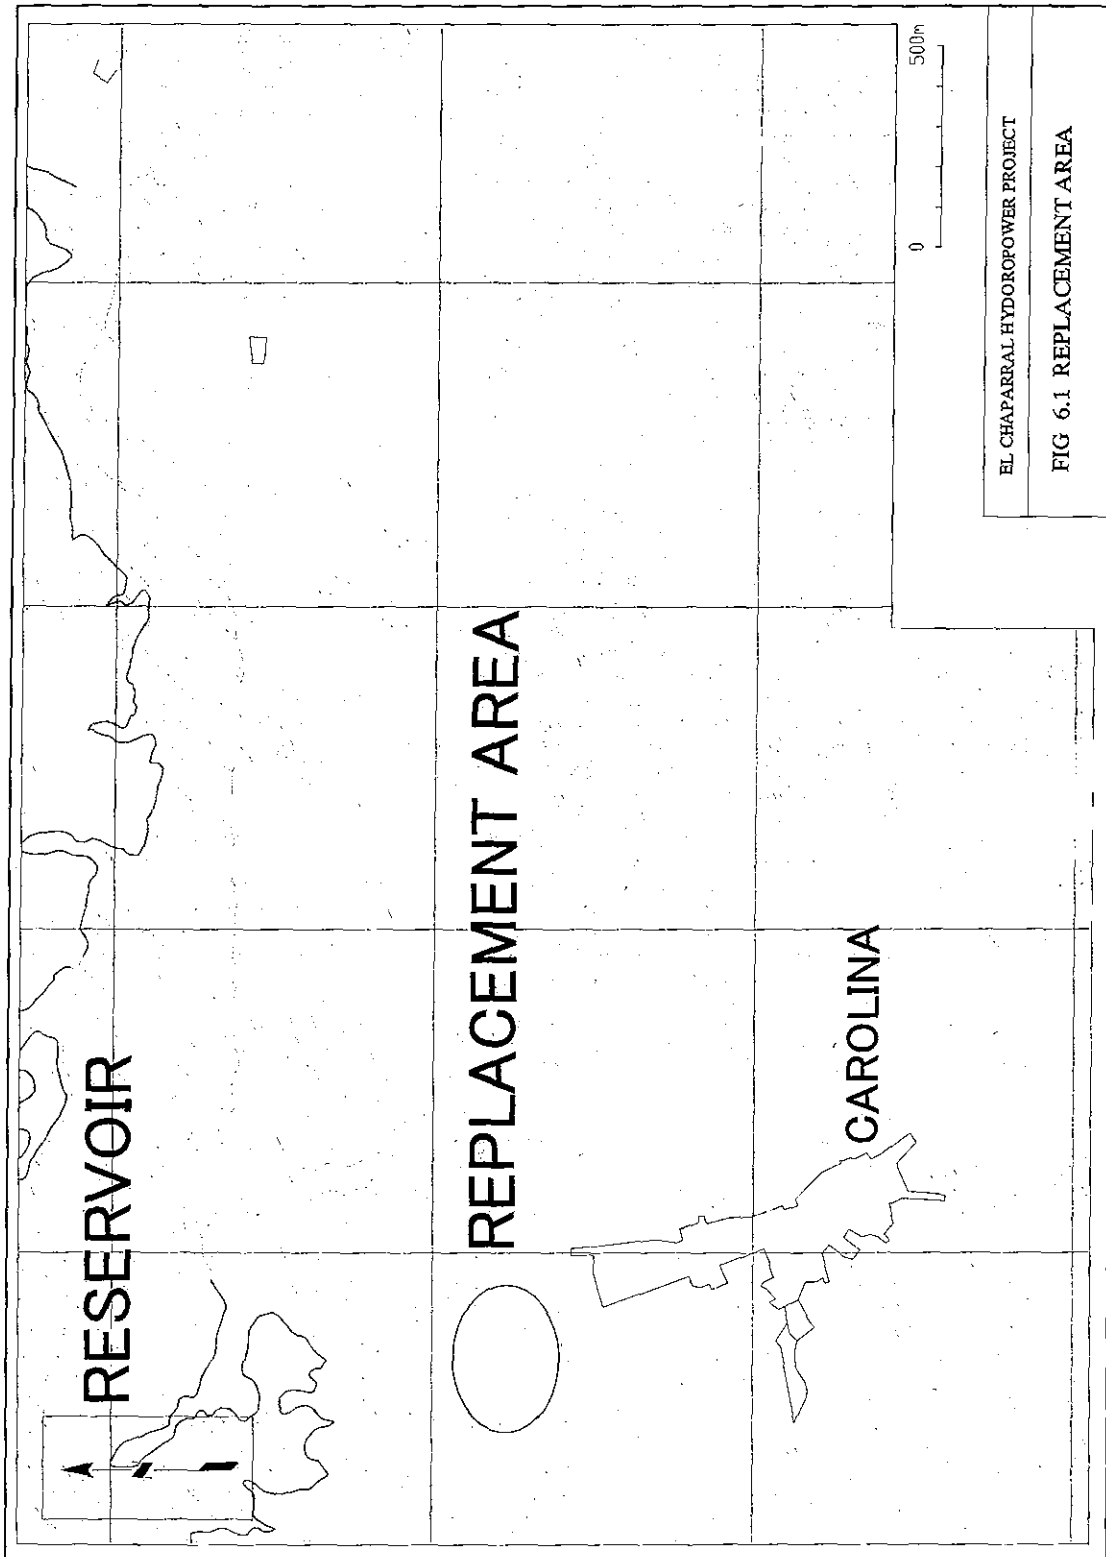 RESERVOIR
REPLACEMENT AREA
CAROLINA
0 500m
EL CHAPARRAL HYDOROPOWER PROJECT
FIG 6.1 REPLACEMENT AREA